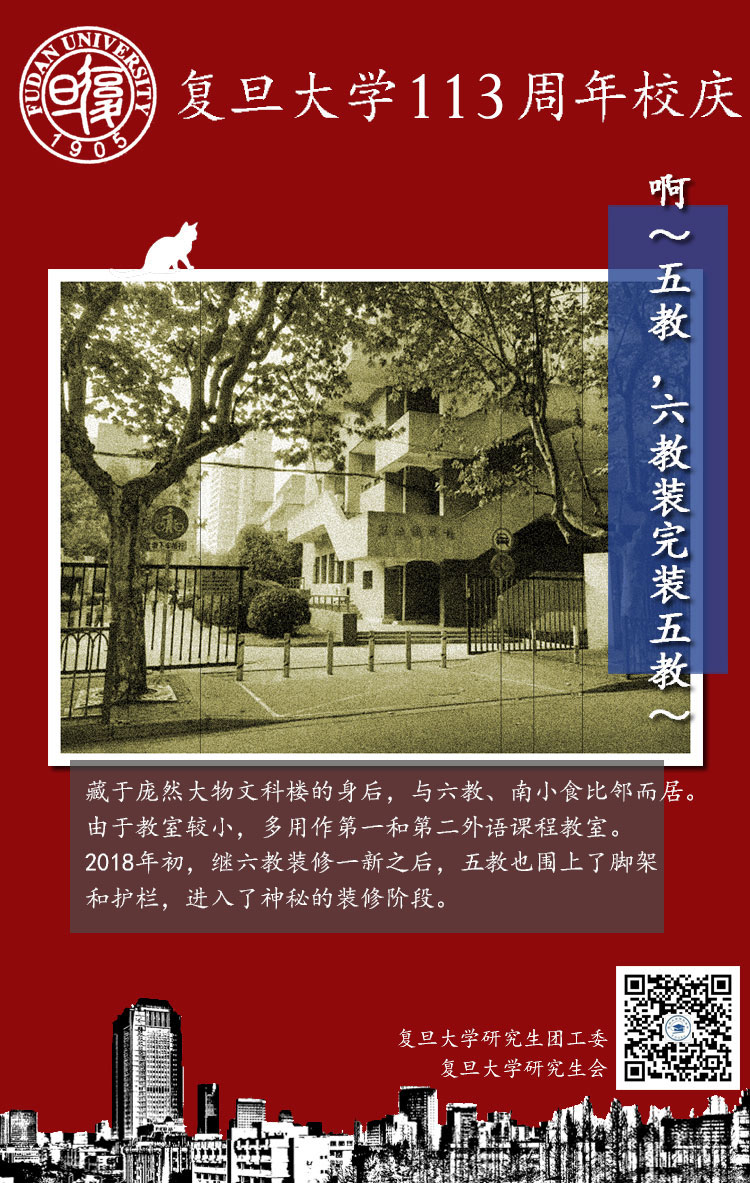 FUDAN UNIVERSITY
1905
复旦大学113周年校庆
啊～五教，六教装完装五教～
藏于庞然大物文科楼的身后，与六教、南小食比邻而居。
由于教室较小，多用作第一和第二外语课程教室。
2018年初，继六教装修一新之后，五教也围上了脚架
和护栏，进入了神秘的装修阶段。
复旦大学研究生团工委
复旦大学研究生会